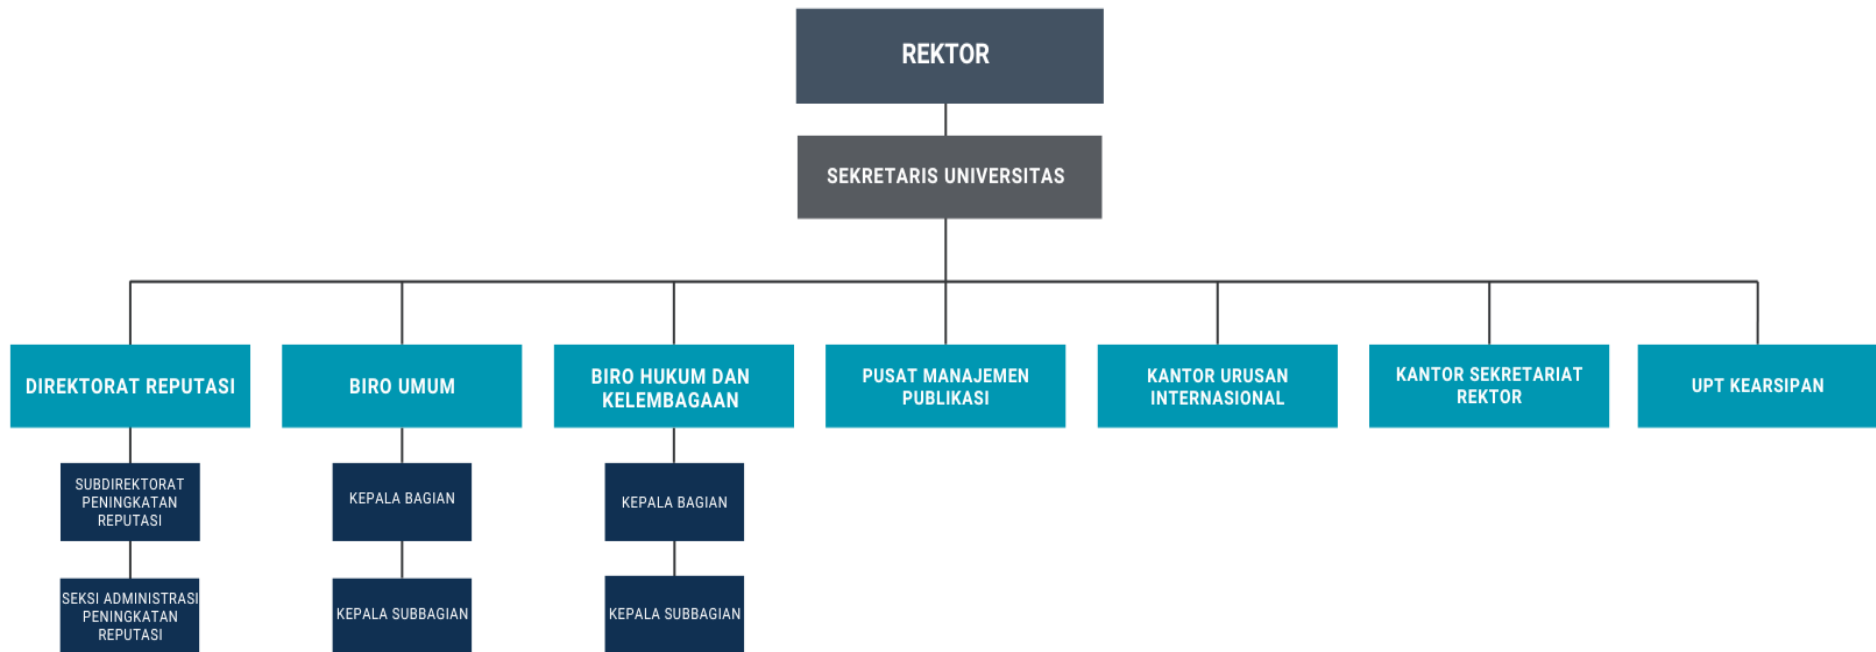 REKTOR
SEKRETARIS UNIVERSITAS
DIREKTORAT REPUTASI
BIRO UMUM
BIRO HUKUM DAN
KELEMBAGAAN
PUSAT MANAJEMEN
PUBLIKASI
KANTOR URUSAN
INTERNASIONAL
KANTOR SEKRETARIAT
REKTOR
UPT KEARSIPAN
SUBDIREKTORAT
PENINGKATAN
REPUTASI
KEPALA BAGIAN
KEPALA BAGIAN
SEKSI ADMINISTRASI
PENINGKATAN
REPUTASI
KEPALA SUBBAGIAN
KEPALA SUBBAGIAN